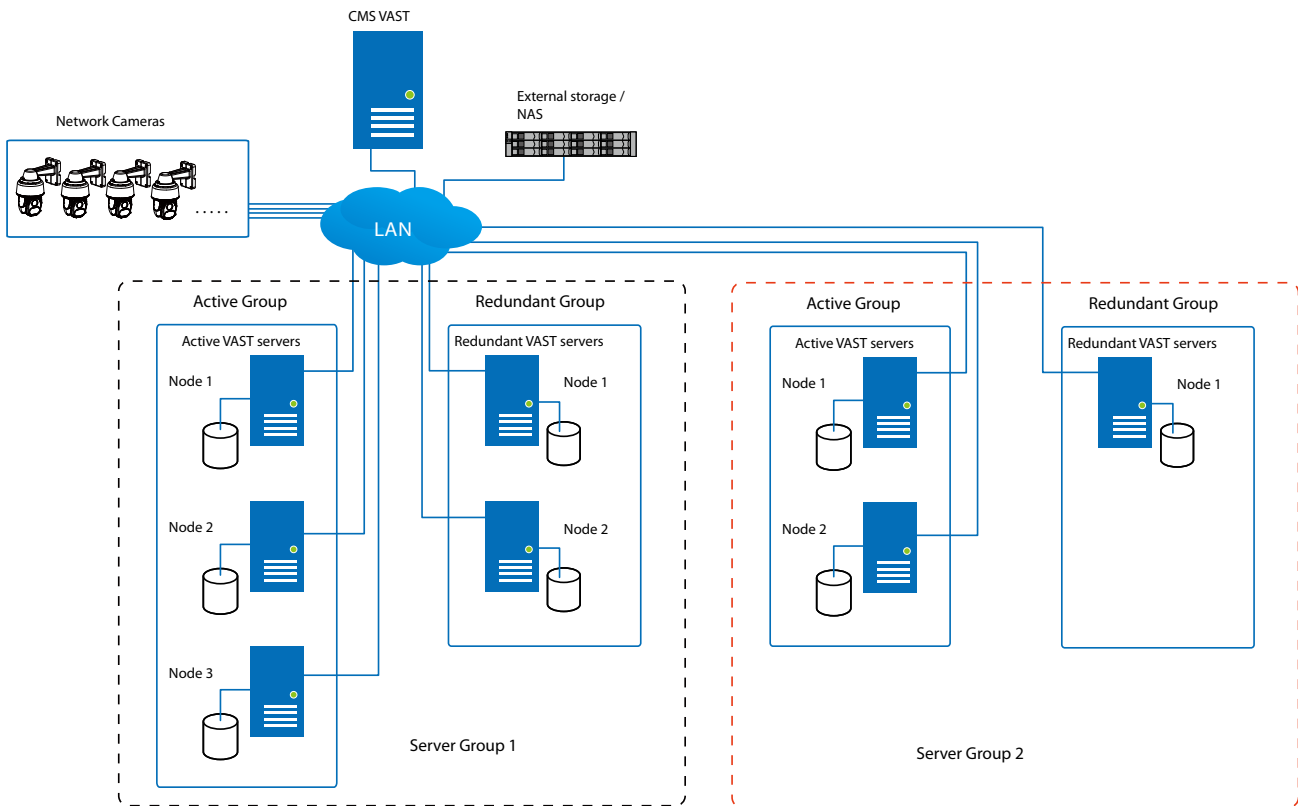 CMS VAST
External storage /
NAS
Network Cameras
.....
LAN
Active Group
Redundant Group
Active VAST servers
Redundant VAST servers
Node 1
Node 1
Node 2
Node 2
Node 3
Server Group 1
Active Group
Redundant Group
Active VAST servers
Redundant VAST servers
Node 1
Node 1
Node 2
Server Group 2